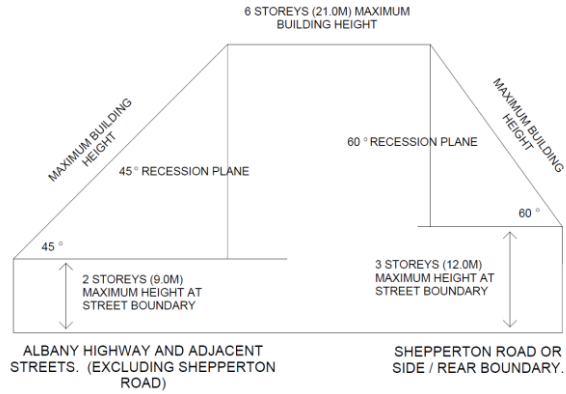 6 STOREYS (21.0M) MAXIMUM
BUILDING HEIGHT
MAXIMUM BUILDING
HEIGHT
45° RECESSION PLANE
60° RECESSION PLANE
MAXIMUM BUILDING
HEIGHT
45°
60°
2 STOREYS (9.0M)
MAXIMUM HEIGHT AT
STREET BOUNDARY
3 STOREYS (12.0M)
MAXIMUM HEIGHT AT
STREET BOUNDARY
ALBANY HIGHWAY AND ADJACENT
STREETS. (EXCLUDING SHEPPERTON
ROAD)
SHEPPERTON ROAD OR
SIDE / REAR BOUNDARY.